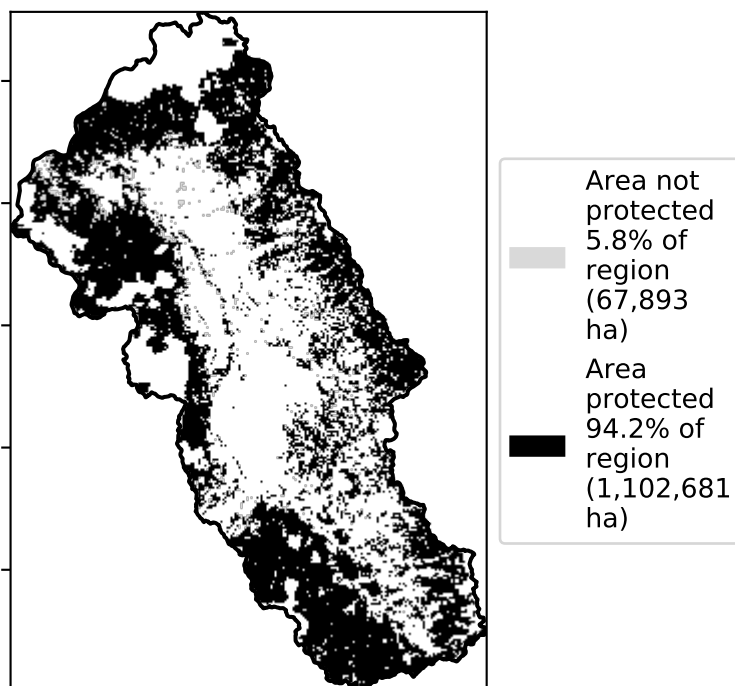 Area not
protected
5.8% of
region
(67,893
ha)
Area
protected
94.2% of
region
(1,102,681
ha)